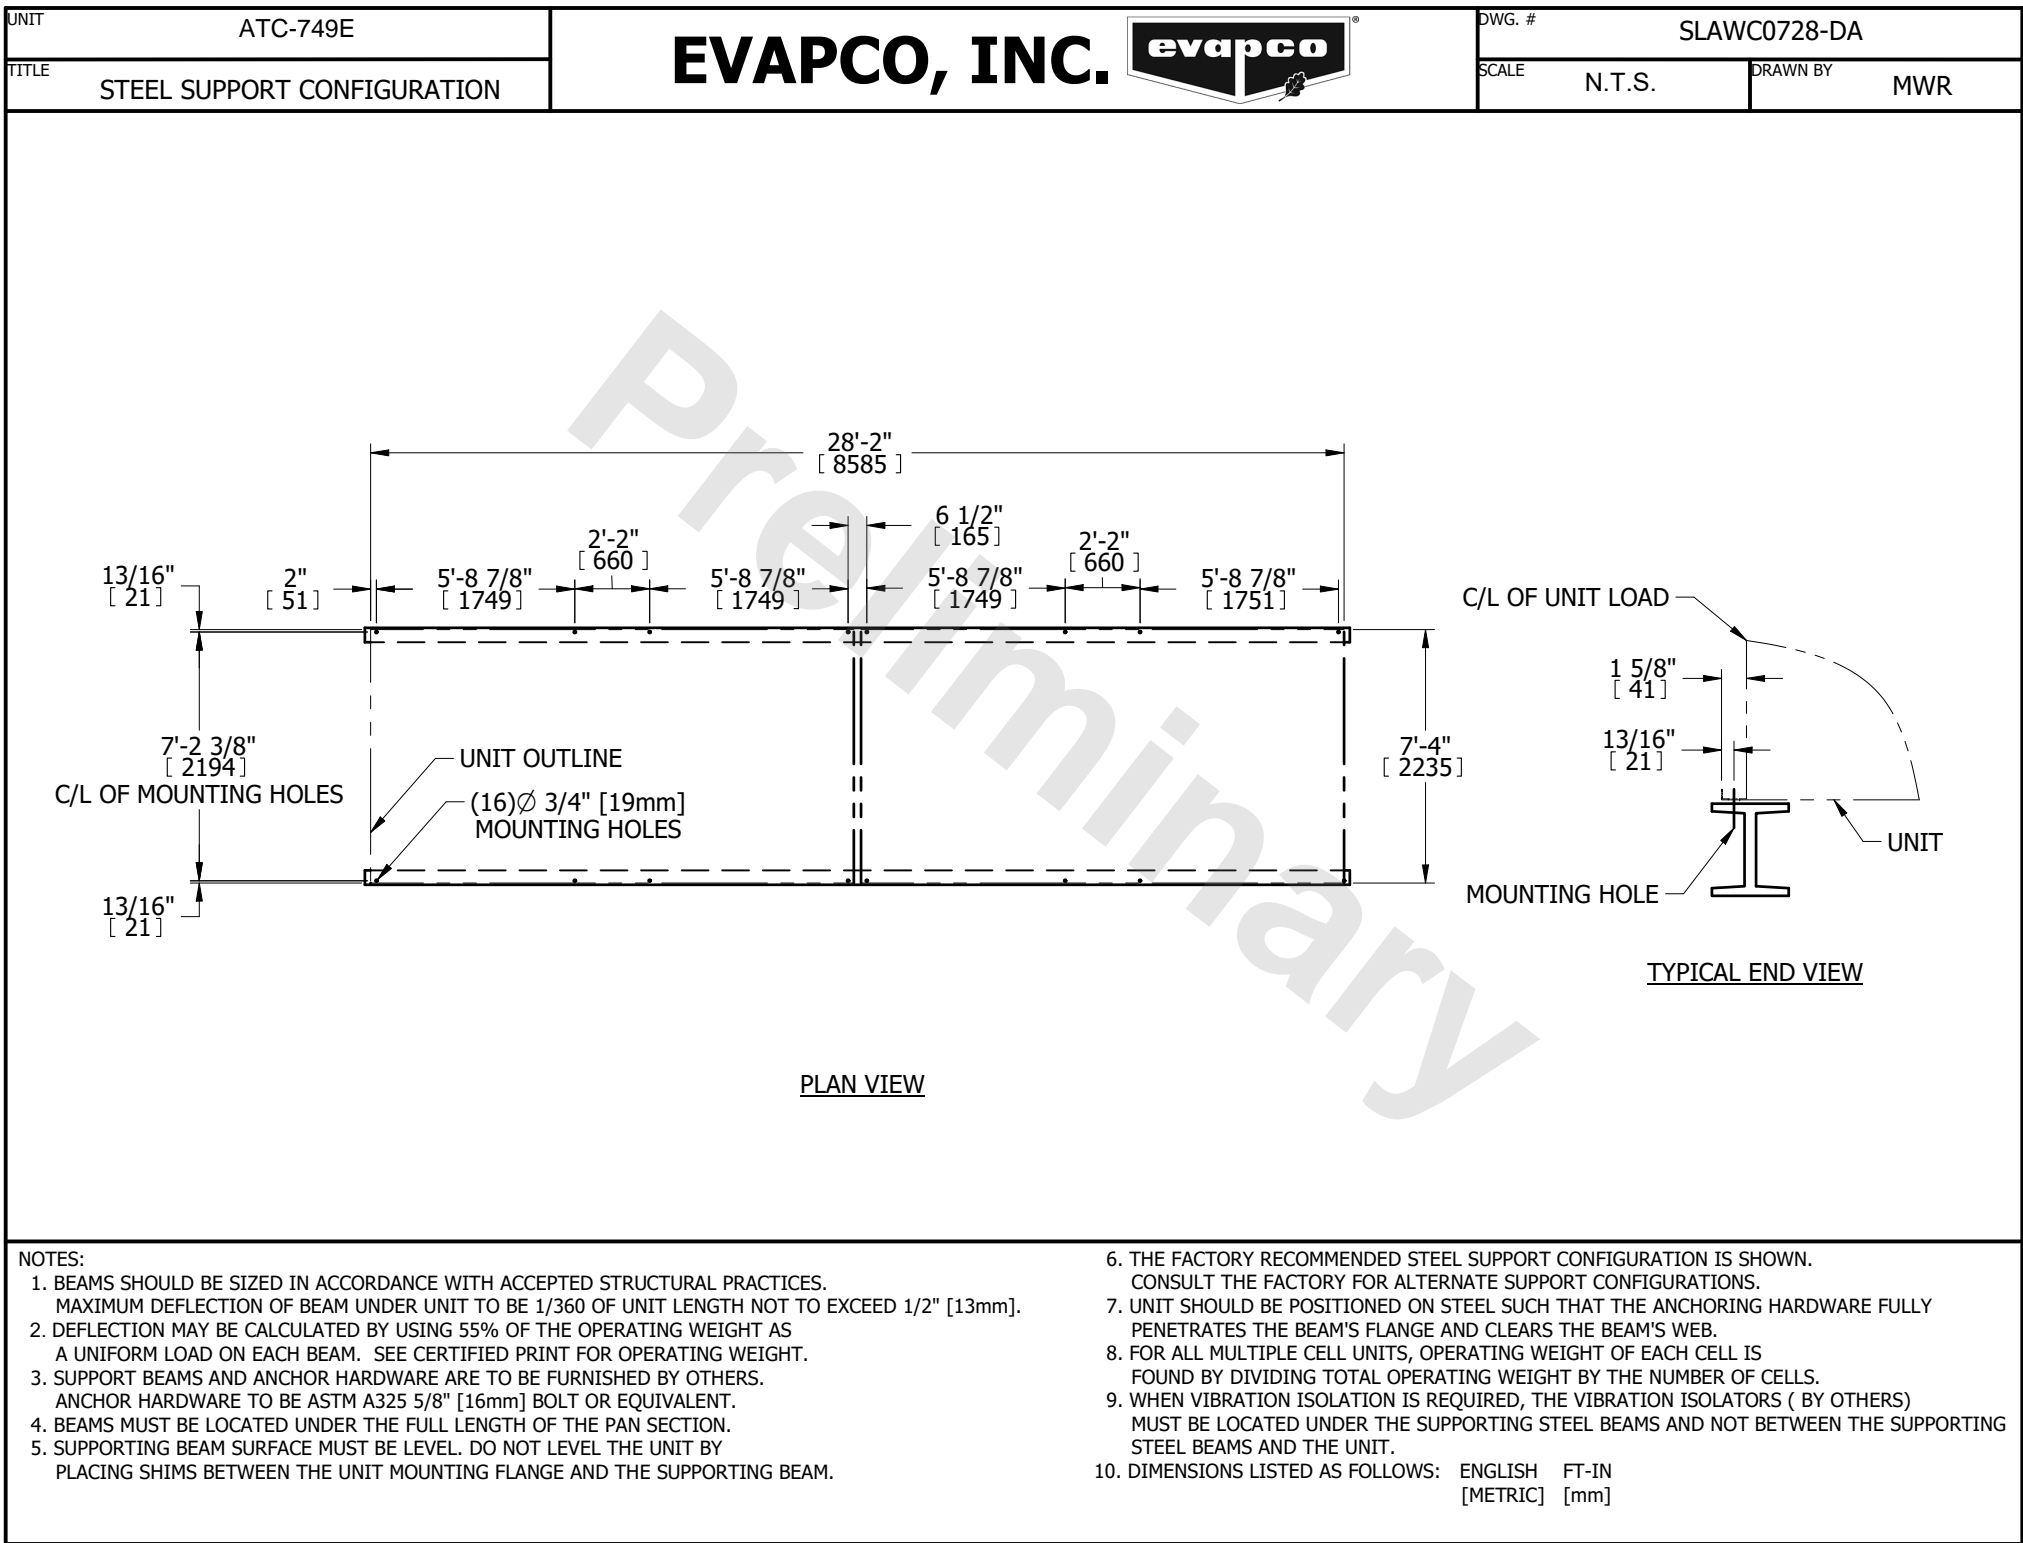 UNIT
ATC-749E
TITLE
STEEL SUPPORT CONFIGURATION
EVAPCO, INC.
evapco
®
DWG. #
SLAWC0728-DA
SCALE
N.T.S.
DRAWN BY
MWR
Preliminary
28'-2"
[ 8585 ]
6 1/2"
[ 165]
2'-2"
[ 660 ]
2'-2"
[ 660 ]
13/16"
[ 21]
2"
[ 51]
5'-8 7/8"
[ 1749]
5'-8 7/8"
[ 1749 ]
5'-8 7/8"
[ 1749 ]
5'-8 7/8"
[ 1751]
7'-2 3/8"
[ 2194]
C/L OF MOUNTING HOLES
UNIT OUTLINE
(16)Ø 3/4" [19mm]
MOUNTING HOLES
7'-4"
[ 2235]
13/16"
[ 21]
C/L OF UNIT LOAD
1 5/8"
[ 41]
13/16"
[ 21]
UNIT
MOUNTING HOLE
TYPICAL END VIEW
PLAN VIEW
NOTES:
1. BEAMS SHOULD BE SIZED IN ACCORDANCE WITH ACCEPTED STRUCTURAL PRACTICES.
MAXIMUM DEFLECTION OF BEAM UNDER UNIT TO BE 1/360 OF UNIT LENGTH NOT TO EXCEED 1/2" [13mm].
2. DEFLECTION MAY BE CALCULATED BY USING 55% OF THE OPERATING WEIGHT AS
A UNIFORM LOAD ON EACH BEAM. SEE CERTIFIED PRINT FOR OPERATING WEIGHT.
3. SUPPORT BEAMS AND ANCHOR HARDWARE ARE TO BE FURNISHED BY OTHERS.
ANCHOR HARDWARE TO BE ASTM A325 5/8" [16mm] BOLT OR EQUIVALENT.
4. BEAMS MUST BE LOCATED UNDER THE FULL LENGTH OF THE PAN SECTION.
5. SUPPORTING BEAM SURFACE MUST BE LEVEL. DO NOT LEVEL THE UNIT BY
PLACING SHIMS BETWEEN THE UNIT MOUNTING FLANGE AND THE SUPPORTING BEAM.
6. THE FACTORY RECOMMENDED STEEL SUPPORT CONFIGURATION IS SHOWN.
CONSULT THE FACTORY FOR ALTERNATE SUPPORT CONFIGURATIONS.
7. UNIT SHOULD BE POSITIONED ON STEEL SUCH THAT THE ANCHORING HARDWARE FULLY
PENETRATES THE BEAM'S FLANGE AND CLEARS THE BEAM'S WEB.
8. FOR ALL MULTIPLE CELL UNITS, OPERATING WEIGHT OF EACH CELL IS
FOUND BY DIVIDING TOTAL OPERATING WEIGHT BY THE NUMBER OF CELLS.
9. WHEN VIBRATION ISOLATION IS REQUIRED, THE VIBRATION ISOLATORS ( BY OTHERS)
MUST BE LOCATED UNDER THE SUPPORTING STEEL BEAMS AND NOT BETWEEN THE SUPPORTING
STEEL BEAMS AND THE UNIT.
10. DIMENSIONS LISTED AS FOLLOWS: ENGLISH FT-IN
[METRIC] [mm]